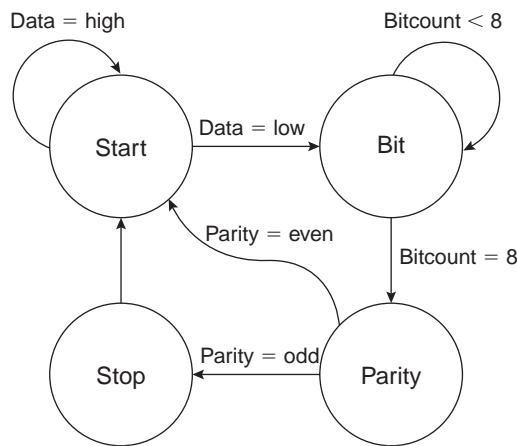 Data = high
Bitcount < 8
Start
Data = low
Bit
Parity = even
Bitcount = 8
Stop
Parity = odd
Parity